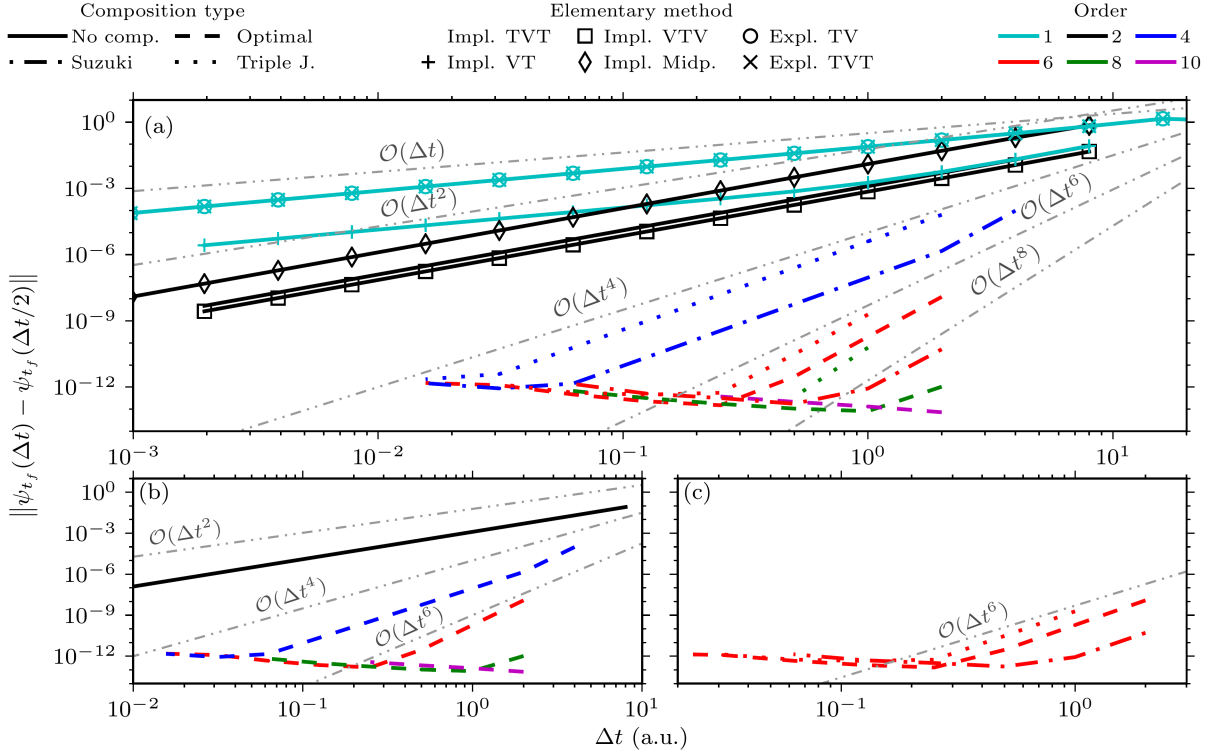 Composition type Elementary method Order
No comp. Optimal Impl. TVT Impl. VTV Expl. TV 1 2 4
Suzuki Triple J. Impl. VT Impl. Midp. Expl. TVT 6 8 10
(a)
10⁰
10⁻³
10⁻⁶
10⁻⁹
10⁻¹²
𝒪(Δt)
𝒪(Δt²)
𝒪(Δt⁴)
𝒪(Δt⁶)
𝒪(Δt⁸)
10⁻³ 10⁻² 10⁻¹ 10⁰ 10¹
‖ψ_{t_f}(Δt) − ψ_{t_f}(Δt/2)‖
(b)
10⁰
10⁻³
10⁻⁶
10⁻⁹
10⁻¹²
𝒪(Δt²)
𝒪(Δt⁴)
𝒪(Δt⁶)
10⁻² 10⁻¹ 10⁰ 10¹
(c)
𝒪(Δt⁶)
10⁻¹ 10⁰
Δt (a.u.)